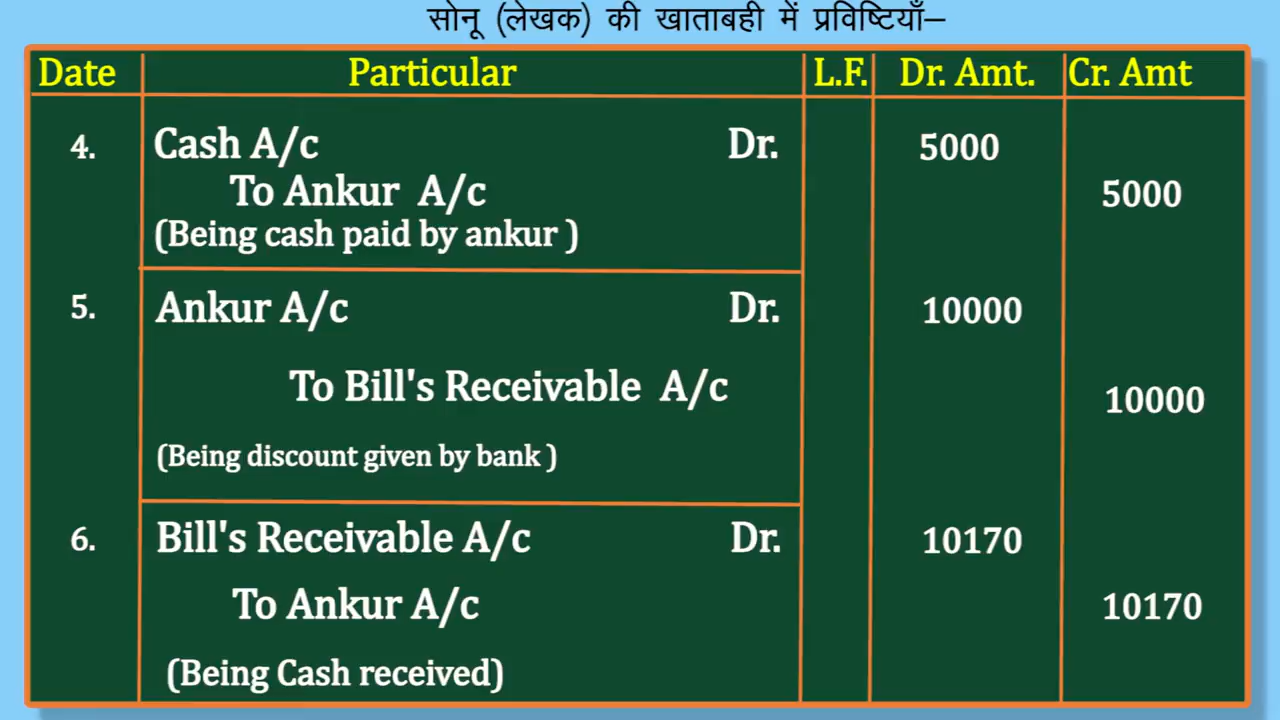 सोनू (लेखक) की खाताबही में प्रविष्टियाँ–
Date Particular L.F. Dr. Amt. Cr. Amt
4. Cash A/c Dr. 5000
To Ankur A/c 5000
(Being cash paid by ankur )
5. Ankur A/c Dr. 10000
To Bill's Receivable A/c 10000
(Being discount given by bank )
6. Bill's Receivable A/c Dr. 10170
To Ankur A/c 10170
(Being Cash received)